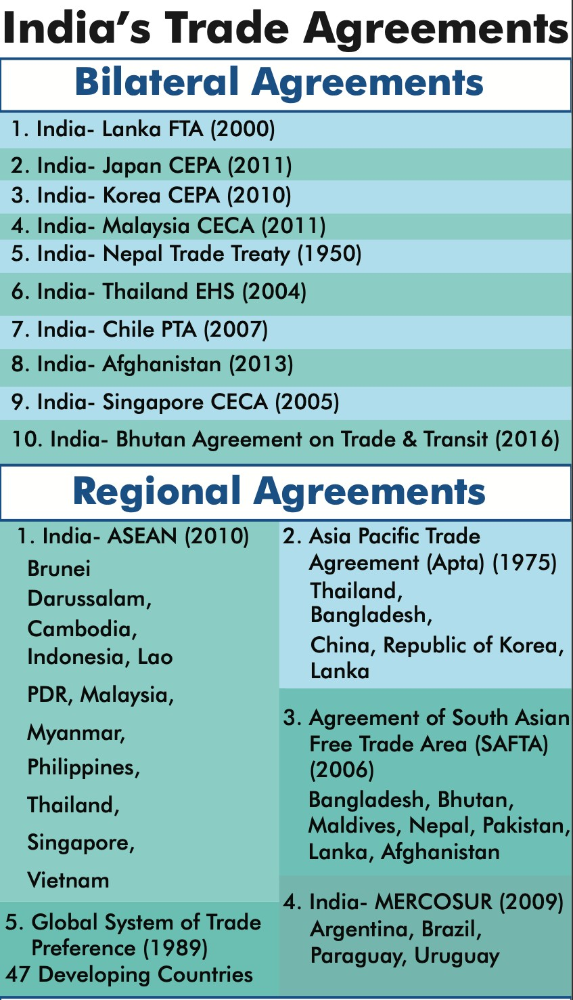 India's Trade Agreements
Bilateral Agreements
1. India- Lanka FTA (2000)
2. India- Japan CEPA (2011)
3. India- Korea CEPA (2010)
4. India- Malaysia CECA (2011)
5. India- Nepal Trade Treaty (1950)
6. India- Thailand EHS (2004)
7. India- Chile PTA (2007)
8. India- Afghanistan (2013)
9. India- Singapore CECA (2005)
10. India- Bhutan Agreement on Trade & Transit (2016)
Regional Agreements
1. India- ASEAN (2010)
Brunei
Darussalam,
Cambodia,
Indonesia, Lao
PDR, Malaysia,
Myanmar,
Philippines,
Thailand,
Singapore,
Vietnam
2. Asia Pacific Trade
Agreement (Apta) (1975)
Thailand,
Bangladesh,
China, Republic of Korea,
Lanka
3. Agreement of South Asian
Free Trade Area (SAFTA)
(2006)
Bangladesh, Bhutan,
Maldives, Nepal, Pakistan,
Lanka, Afghanistan
4. India- MERCOSUR (2009)
Argentina, Brazil,
Paraguay, Uruguay
5. Global System of Trade
Preference (1989)
47 Developing Countries